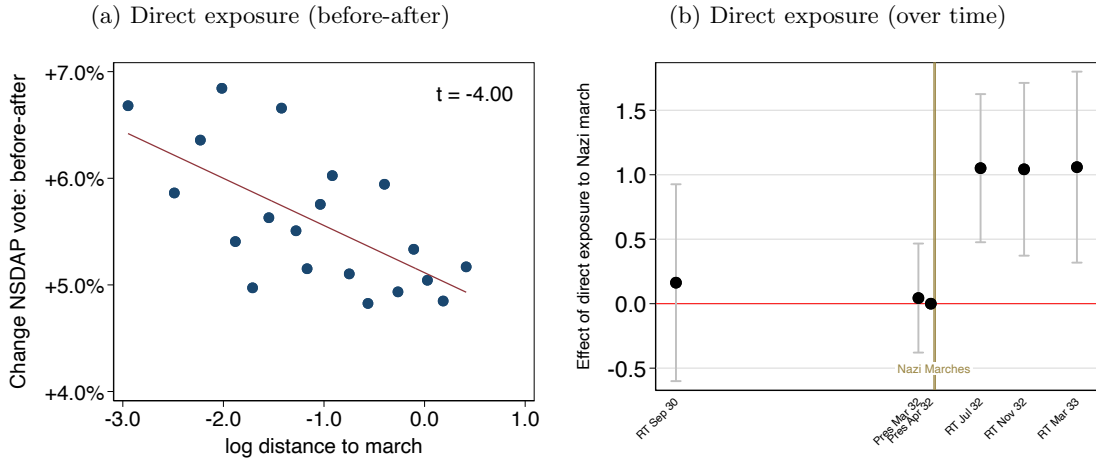 (a) Direct exposure (before-after)
Change NSDAP vote: before-after
+7.0%
+6.0%
+5.0%
+4.0%
t = -4.00
-3.0 -2.0 -1.0 0.0 1.0
log distance to march
(b) Direct exposure (over time)
Effect of direct exposure to Nazi march
1.5
1.0
0.5
0.0
-0.5
Nazi Marches
RT Sep 30
Pres Mar 32
Pres Apr 32
RT Jul 32
RT Nov 32
RT Mar 33